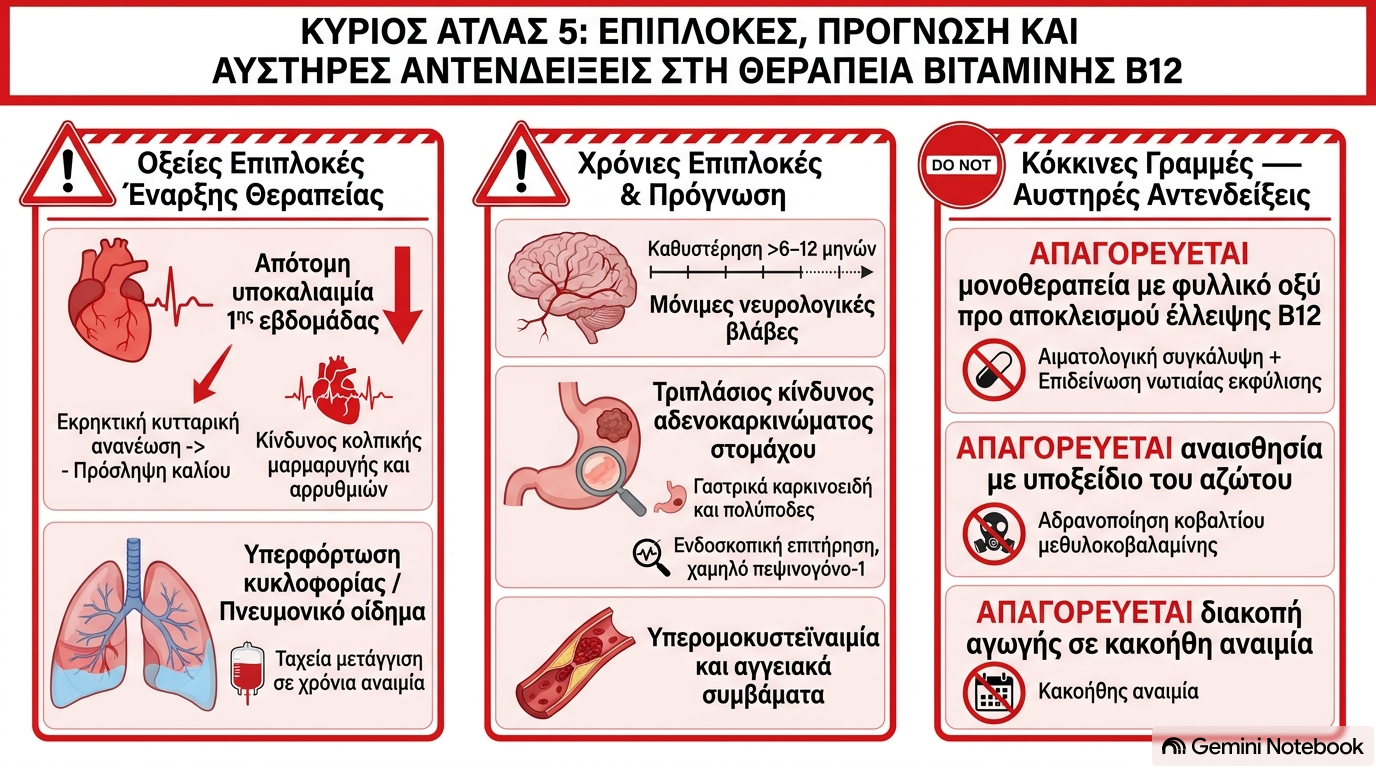 ΚΥΡΙΟΣ ΑΤΛΑΣ 5: ΕΠΙΠΛΟΚΕΣ, ΠΡΟΓΝΩΣΗ ΚΑΙ
ΑΥΣΤΗΡΕΣ ΑΝΤΕΝΔΕΙΞΕΙΣ ΣΤΗ ΘΕΡΑΠΕΙΑ ΒΙΤΑΜΙΝΗΣ Β12
Οξείες Επιπλοκές
Έναρξης Θεραπείας
Απότομη
υποκαλιαιμία
1ης εβδομάδας
Εκρηκτική κυτταρική
ανανέωση ->
- Πρόσληψη καλίου
Κίνδυνος κολπικής
μαρμαρυγής και
αρρυθμιών
Υπερφόρτωση
κυκλοφορίας /
Πνευμονικό οίδημα
Ταχεία μετάγγιση
σε χρόνια αναιμία
Χρόνιες Επιπλοκές
& Πρόγνωση
Καθυστέρηση >6–12 μηνών
Μόνιμες νευρολογικές
βλάβες
Τριπλάσιος κίνδυνος
αδενοκαρκινώματος
στομάχου
Γαστρικά καρκινοειδή
και πολύποδες
Ενδοσκοπική επιτήρηση,
χαμηλό πεψινογόνο-1
Υπερομοκυστεϊναιμία
και αγγειακά
συμβάματα
DO NOT
Κόκκινες Γραμμές —
Αυστηρές Αντενδείξεις
ΑΠΑΓΟΡΕΥΕΤΑΙ
μονοθεραπεία με φυλλικό οξύ
προ αποκλεισμού έλλειψης Β12
Αιματολογική συγκάλυψη +
Επιδείνωση νωτιαίας εκφύλισης
ΑΠΑΓΟΡΕΥΕΤΑΙ αναισθησία
με υποξείδιο του αζώτου
Αδρανοποίηση κοβαλτίου
μεθυλοκοβαλαμίνης
ΑΠΑΓΟΡΕΥΕΤΑΙ διακοπή
αγωγής σε κακοήθη αναιμία
Κακοήθης αναιμία
Gemini Notebook